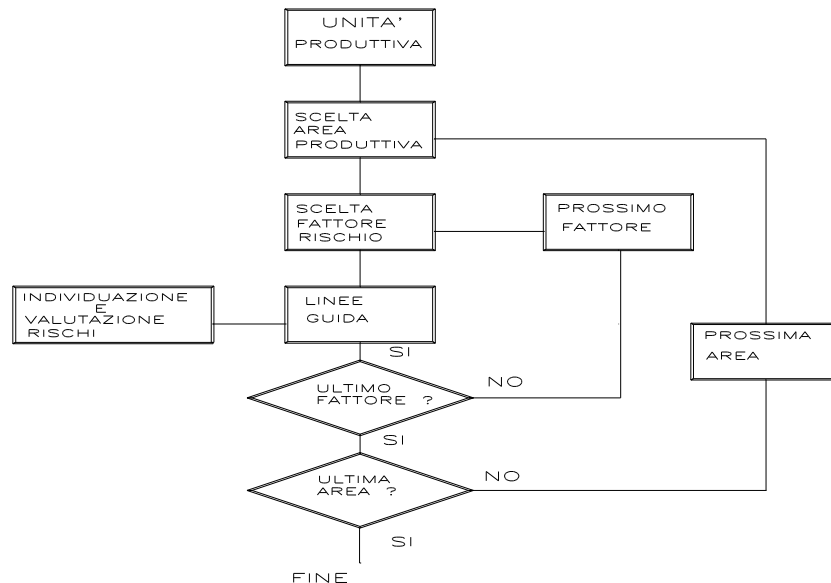 UNITA'
PRODUTTIVA
SCELTA
AREA
PRODUTTIVA
SCELTA
FATTORE
RISCHIO
PROSSIMO
FATTORE
INDIVIDUAZIONE
E
VALUTAZIONE
RISCHI
LINEE
GUIDA
PROSSIMA
AREA
SI
ULTIMO
FATTORE ?
NO
SI
ULTIMA
AREA ?
NO
SI
FINE